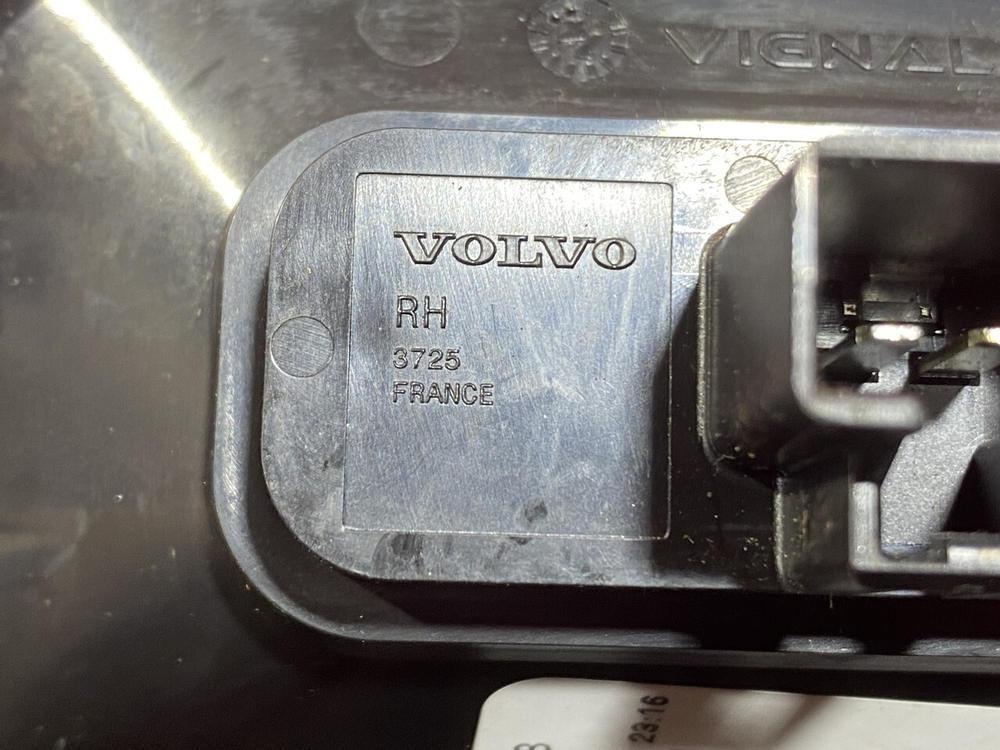 VIGNAL
VOLVO
RH
3725
FRANCE
23:16